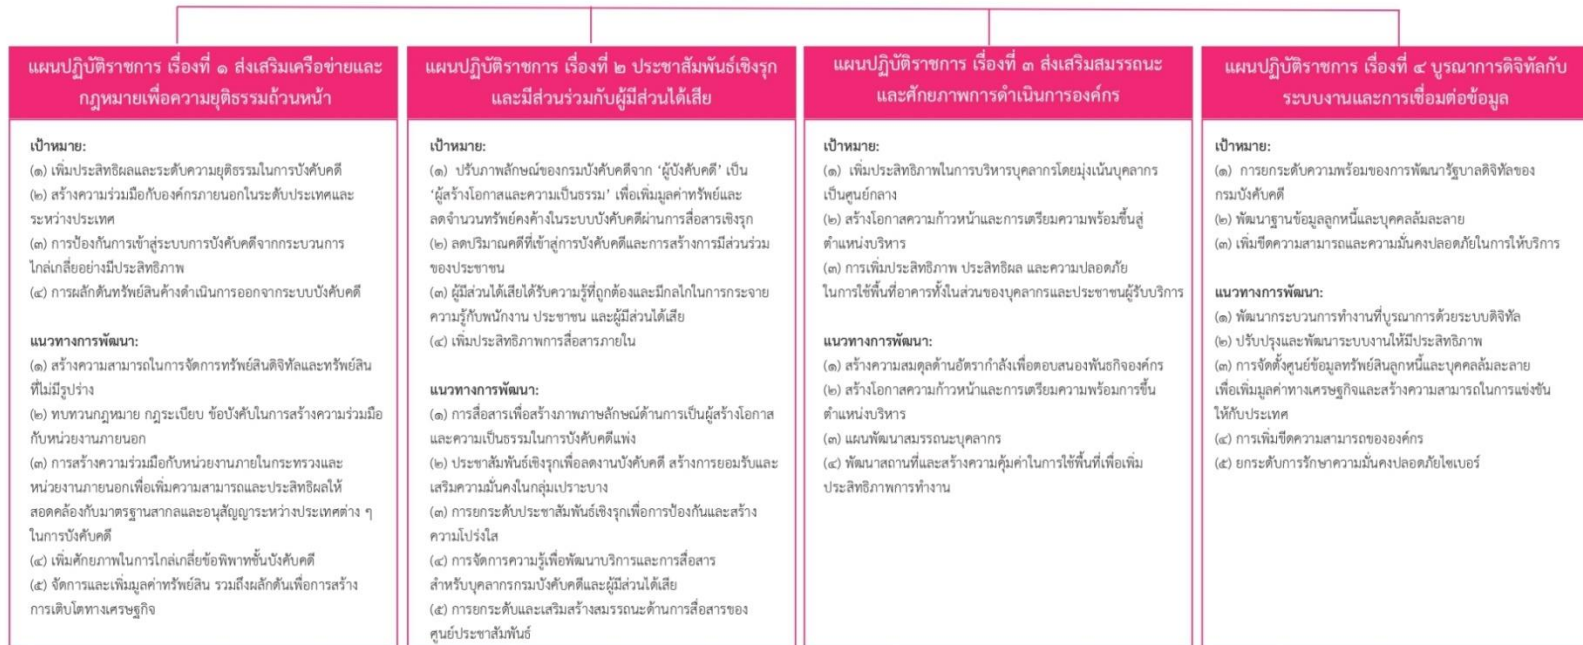 แผนปฏิบัติราชการ เรื่องที่ ๑ ส่งเสริมเครือข่ายและ
กฎหมายเพื่อความยุติธรรมถ้วนหน้า
เป้าหมาย:
(๑) เพิ่มประสิทธิผลและระดับความยุติธรรมในการบังคับคดี
(๒) สร้างความร่วมมือกับองค์กรภายนอกในระดับประเทศและ
ระหว่างประเทศ
(๓) การป้องกันการเข้าสู่ระบบการบังคับคดีจากกระบวนการ
ไกล่เกลี่ยอย่างมีประสิทธิภาพ
(๔) การผลักดันทรัพย์สินค้างดำเนินการออกจากระบบบังคับคดี
แนวทางการพัฒนา:
(๑) สร้างความสามารถในการจัดการทรัพย์สินดิจิทัลและทรัพย์สิน
ที่ไม่มีรูปร่าง
(๒) ทบทวนกฎหมาย กฎระเบียบ ข้อบังคับในการสร้างความร่วมมือ
กับหน่วยงานภายนอก
(๓) การสร้างความร่วมมือกับหน่วยงานภายในกระทรวงและ
หน่วยงานภายนอกเพื่อเพิ่มความสามารถและประสิทธิผลให้
สอดคล้องกับมาตรฐานสากลและอนุสัญญาระหว่างประเทศต่าง ๆ
ในการบังคับคดี
(๔) เพิ่มศักยภาพในการไกล่เกลี่ยข้อพิพาทชั้นบังคับคดี
(๕) จัดการและเพิ่มมูลค่าทรัพย์สิน รวมถึงผลักดันเพื่อการสร้าง
การเติบโตทางเศรษฐกิจ
แผนปฏิบัติราชการ เรื่องที่ ๒ ประชาสัมพันธ์เชิงรุก
และมีส่วนร่วมกับผู้มีส่วนได้เสีย
เป้าหมาย:
(๑) ปรับภาพลักษณ์ของกรมบังคับคดีจาก ‘ผู้บังคับคดี’ เป็น
‘ผู้สร้างโอกาสและความเป็นธรรม’ เพื่อเพิ่มมูลค่าทรัพย์และ
ลดจำนวนทรัพย์คงค้างในระบบบังคับคดีผ่านการสื่อสารเชิงรุก
(๒) ลดปริมาณคดีที่เข้าสู่การบังคับคดีและการสร้างการมีส่วนร่วม
ของประชาชน
(๓) ผู้มีส่วนได้เสียได้รับความรู้ที่ถูกต้องและมีกลไกในการกระจาย
ความรู้กับพนักงาน ประชาชน และผู้มีส่วนได้เสีย
(๔) เพิ่มประสิทธิภาพการสื่อสารภายใน
แนวทางการพัฒนา:
(๑) การสื่อสารเพื่อสร้างภาพภาษลักษณ์ด้านการเป็นผู้สร้างโอกาส
และความเป็นธรรมในการบังคับคดีแพ่ง
(๒) ประชาสัมพันธ์เชิงรุกเพื่อลดงานบังคับคดี สร้างการยอมรับและ
เสริมความมั่นคงในกลุ่มเปราะบาง
(๓) การยกระดับประชาสัมพันธ์เชิงรุกเพื่อการป้องกันและสร้าง
ความโปร่งใส
(๔) การจัดการความรู้เพื่อพัฒนาบริการและการสื่อสาร
สำหรับบุคลากรกรมบังคับคดีและผู้มีส่วนได้เสีย
(๕) การยกระดับและเสริมสร้างสมรรถนะด้านการสื่อสารของ
ศูนย์ประชาสัมพันธ์
แผนปฏิบัติราชการ เรื่องที่ ๓ ส่งเสริมสมรรถนะ
และศักยภาพการดำเนินการองค์กร
เป้าหมาย:
(๑) เพิ่มประสิทธิภาพในการบริหารบุคลากรโดยมุ่งเน้นบุคลากร
เป็นศูนย์กลาง
(๒) สร้างโอกาสความก้าวหน้าและการเตรียมความพร้อมขึ้นสู่
ตำแหน่งบริหาร
(๓) การเพิ่มประสิทธิภาพ ประสิทธิผล และความปลอดภัย
ในการใช้พื้นที่อาคารทั้งในส่วนของบุคลากรและประชาชนผู้รับบริการ
แนวทางการพัฒนา:
(๑) สร้างความสมดุลด้านอัตรากำลังเพื่อตอบสนองพันธกิจองค์กร
(๒) สร้างโอกาสความก้าวหน้าและการเตรียมความพร้อมการขึ้น
ตำแหน่งบริหาร
(๓) แผนพัฒนาสมรรถนะบุคลากร
(๔) พัฒนาสถานที่และสร้างความคุ้มค่าในการใช้พื้นที่เพื่อเพิ่ม
ประสิทธิภาพการทำงาน
แผนปฏิบัติราชการ เรื่องที่ ๔ บูรณาการดิจิทัลกับ
ระบบงานและการเชื่อมต่อข้อมูล
เป้าหมาย:
(๑) การยกระดับความพร้อมของการพัฒนารัฐบาลดิจิทัลของ
กรมบังคับคดี
(๒) พัฒนาฐานข้อมูลลูกหนี้และบุคคลล้มละลาย
(๓) เพิ่มขีดความสามารถและความมั่นคงปลอดภัยในการให้บริการ
แนวทางการพัฒนา:
(๑) พัฒนากระบวนการทำงานที่บูรณาการด้วยระบบดิจิทัล
(๒) ปรับปรุงและพัฒนาระบบงานให้มีประสิทธิภาพ
(๓) การจัดตั้งศูนย์ข้อมูลทรัพย์สินลูกหนี้และบุคคลล้มละลาย
เพื่อเพิ่มมูลค่าทางเศรษฐกิจและสร้างความสามารถในการแข่งขัน
ให้กับประเทศ
(๔) การเพิ่มขีดความสามารถขององค์กร
(๕) ยกระดับการรักษาความมั่นคงปลอดภัยไซเบอร์